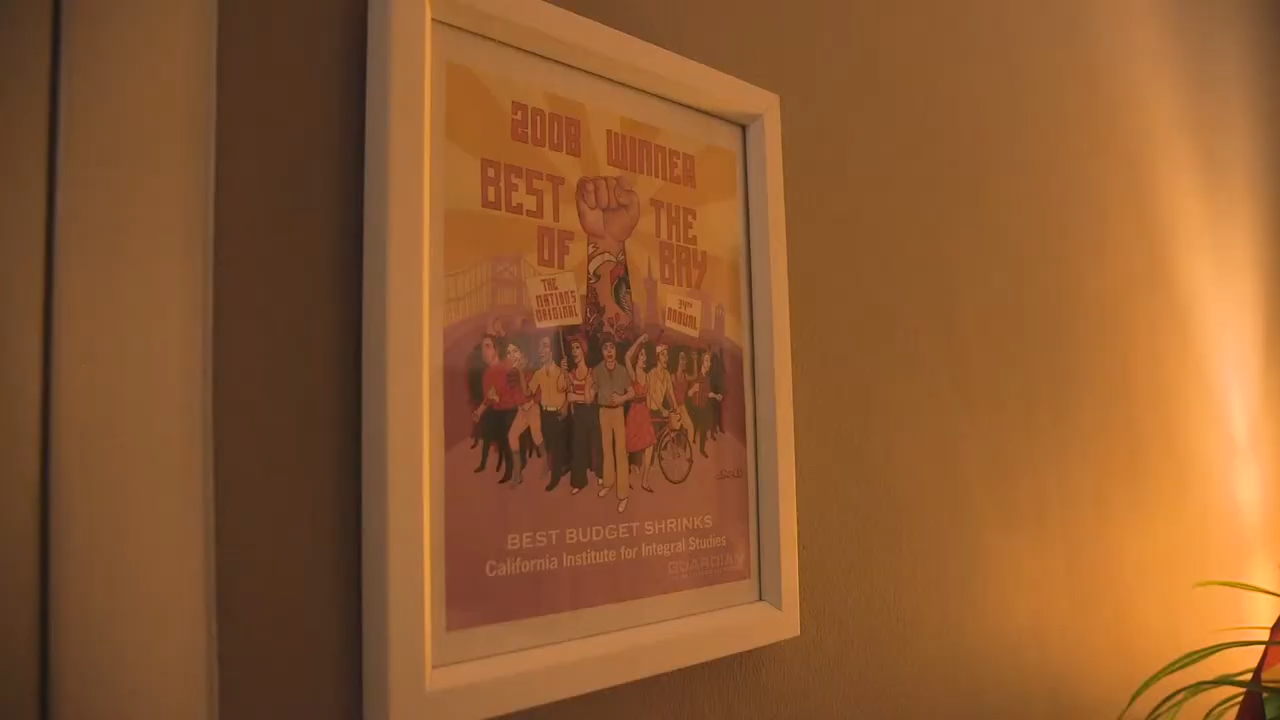 2008 WINNER
BEST THE
OF BAY
THE
NATION'S
ORIGINAL
34TH
ANNUAL
BEST BUDGET SHRINKS
California Institute for Integral Studies
GUARDIAN